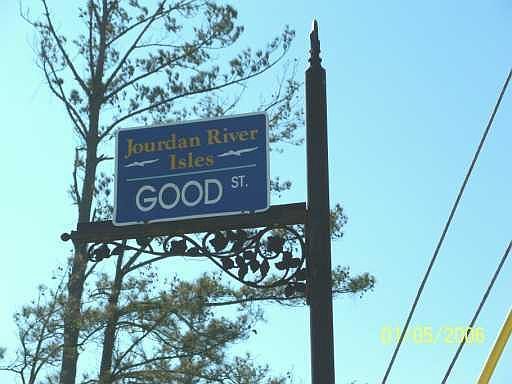 Jourdan River
Isles
GOOD ST.
01/05/2006